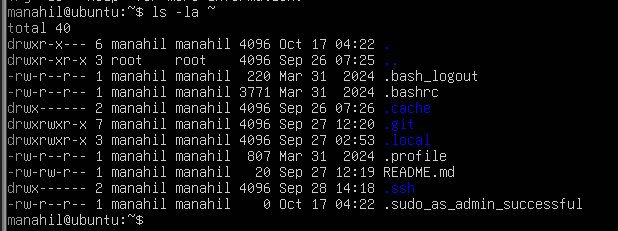 manahil@ubuntu:~$ ls -la ~
total 40
drwxr-x--- 6 manahil manahil 4096 Oct 17 04:22 .
drwxr-xr-x 3 root    root    4096 Sep 26 07:25 ..
-rw-r--r-- 1 manahil manahil  220 Mar 31  2024 .bash_logout
-rw-r--r-- 1 manahil manahil 3771 Mar 31  2024 .bashrc
drwx------ 2 manahil manahil 4096 Sep 26 07:26 .cache
drwxrwxr-x 7 manahil manahil 4096 Sep 27 12:20 .git
drwxrwxr-x 3 manahil manahil 4096 Sep 27 02:53 .local
-rw-r--r-- 1 manahil manahil  807 Mar 31  2024 .profile
-rw-rw-r-- 1 manahil manahil   20 Sep 27 12:19 README.md
drwx------ 2 manahil manahil 4096 Sep 28 14:18 .ssh
-rw-r--r-- 1 manahil manahil    0 Oct 17 04:22 .sudo_as_admin_successful
manahil@ubuntu:~$